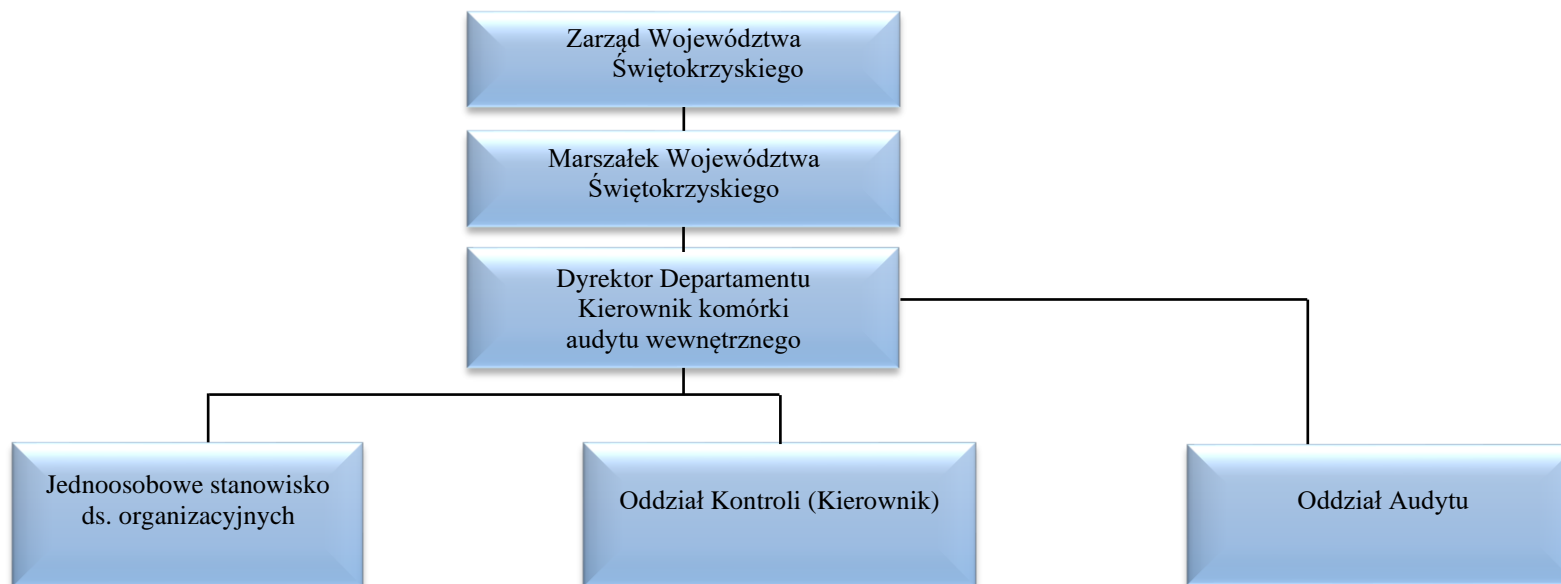 Zarząd Województwa
Świętokrzyskiego
Marszałek Województwa
Świętokrzyskiego
Dyrektor Departamentu
Kierownik komórki
audytu wewnętrznego
Jednoosobowe stanowisko
ds. organizacyjnych
Oddział Kontroli (Kierownik)
Oddział Audytu